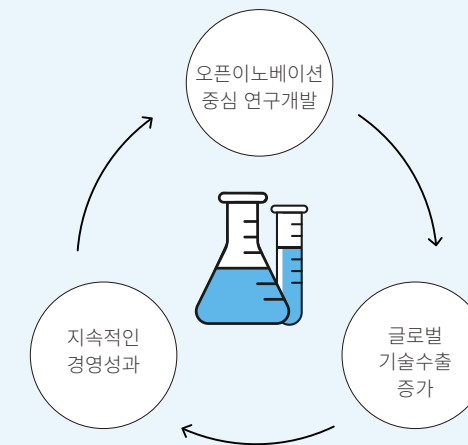 오픈이노베이션
중심 연구개발
글로벌
기술수출
증가
지속적인
경영성과